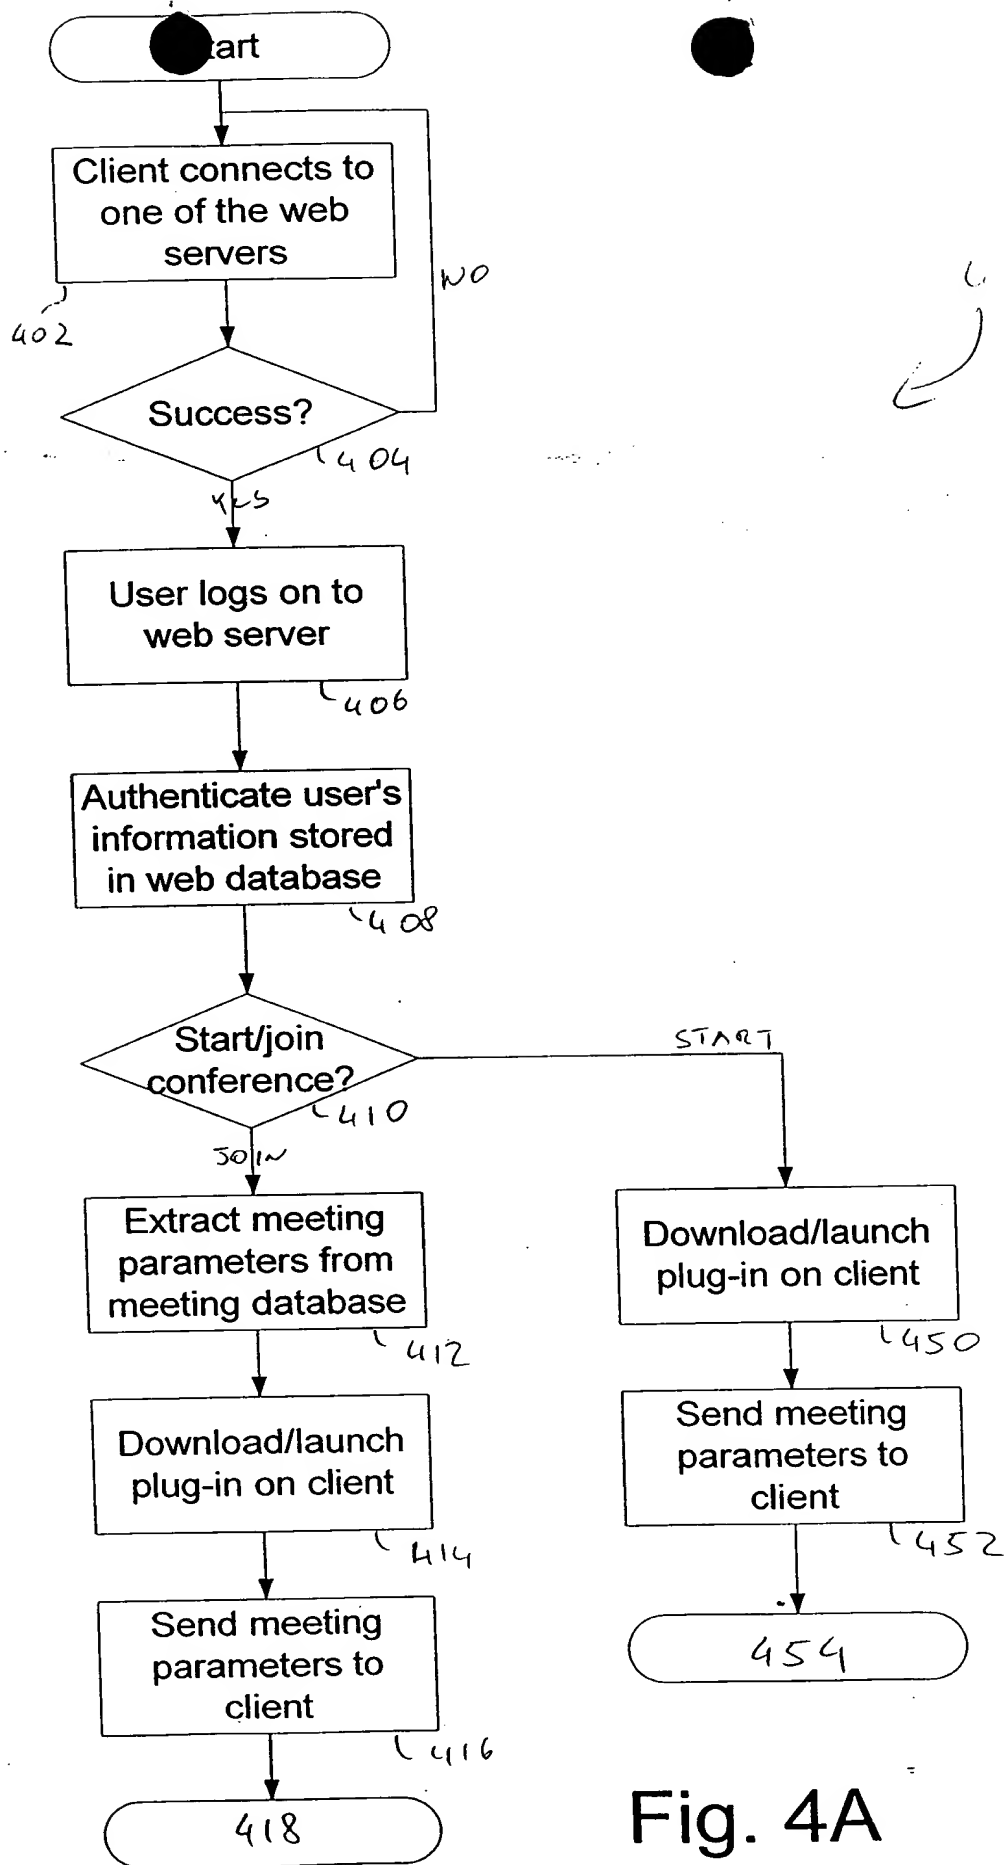 tart
Client connects to
one of the web
servers
NO
402
Success?
404
YES
User logs on to
web server
406
Authenticate user's
information stored
in web database
408
Start/join
conference?
START
410
JOIN
Extract meeting
parameters from
meeting database
412
Download/launch
plug-in on client
450
Download/launch
plug-in on client
414
Send meeting
parameters to
client
452
Send meeting
parameters to
client
416
454
418
Fig. 4A